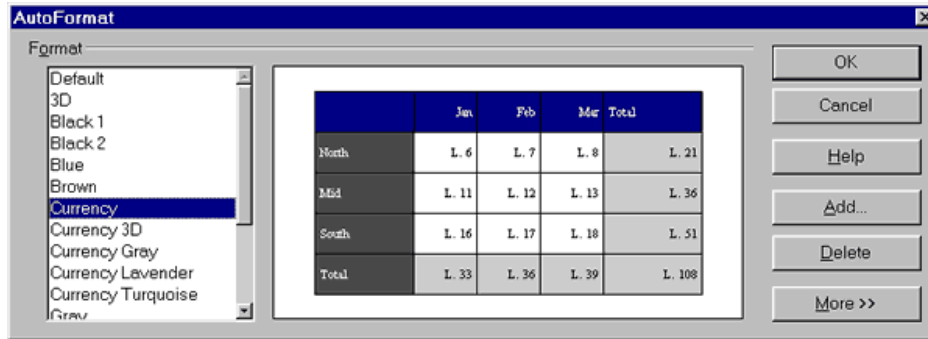 AutoFormat
Format
Default
3D
Black 1
Black 2
Blue
Brown
Currency
Currency 3D
Currency Gray
Currency Lavender
Currency Turquoise
Gray
Jan Feb Mar Total
North L. 6 L. 7 L. 8 L. 21
Mid L. 11 L. 12 L. 13 L. 36
South L. 16 L. 17 L. 18 L. 51
Total L. 33 L. 36 L. 39 L. 108
OK
Cancel
Help
Add...
Delete
More >>